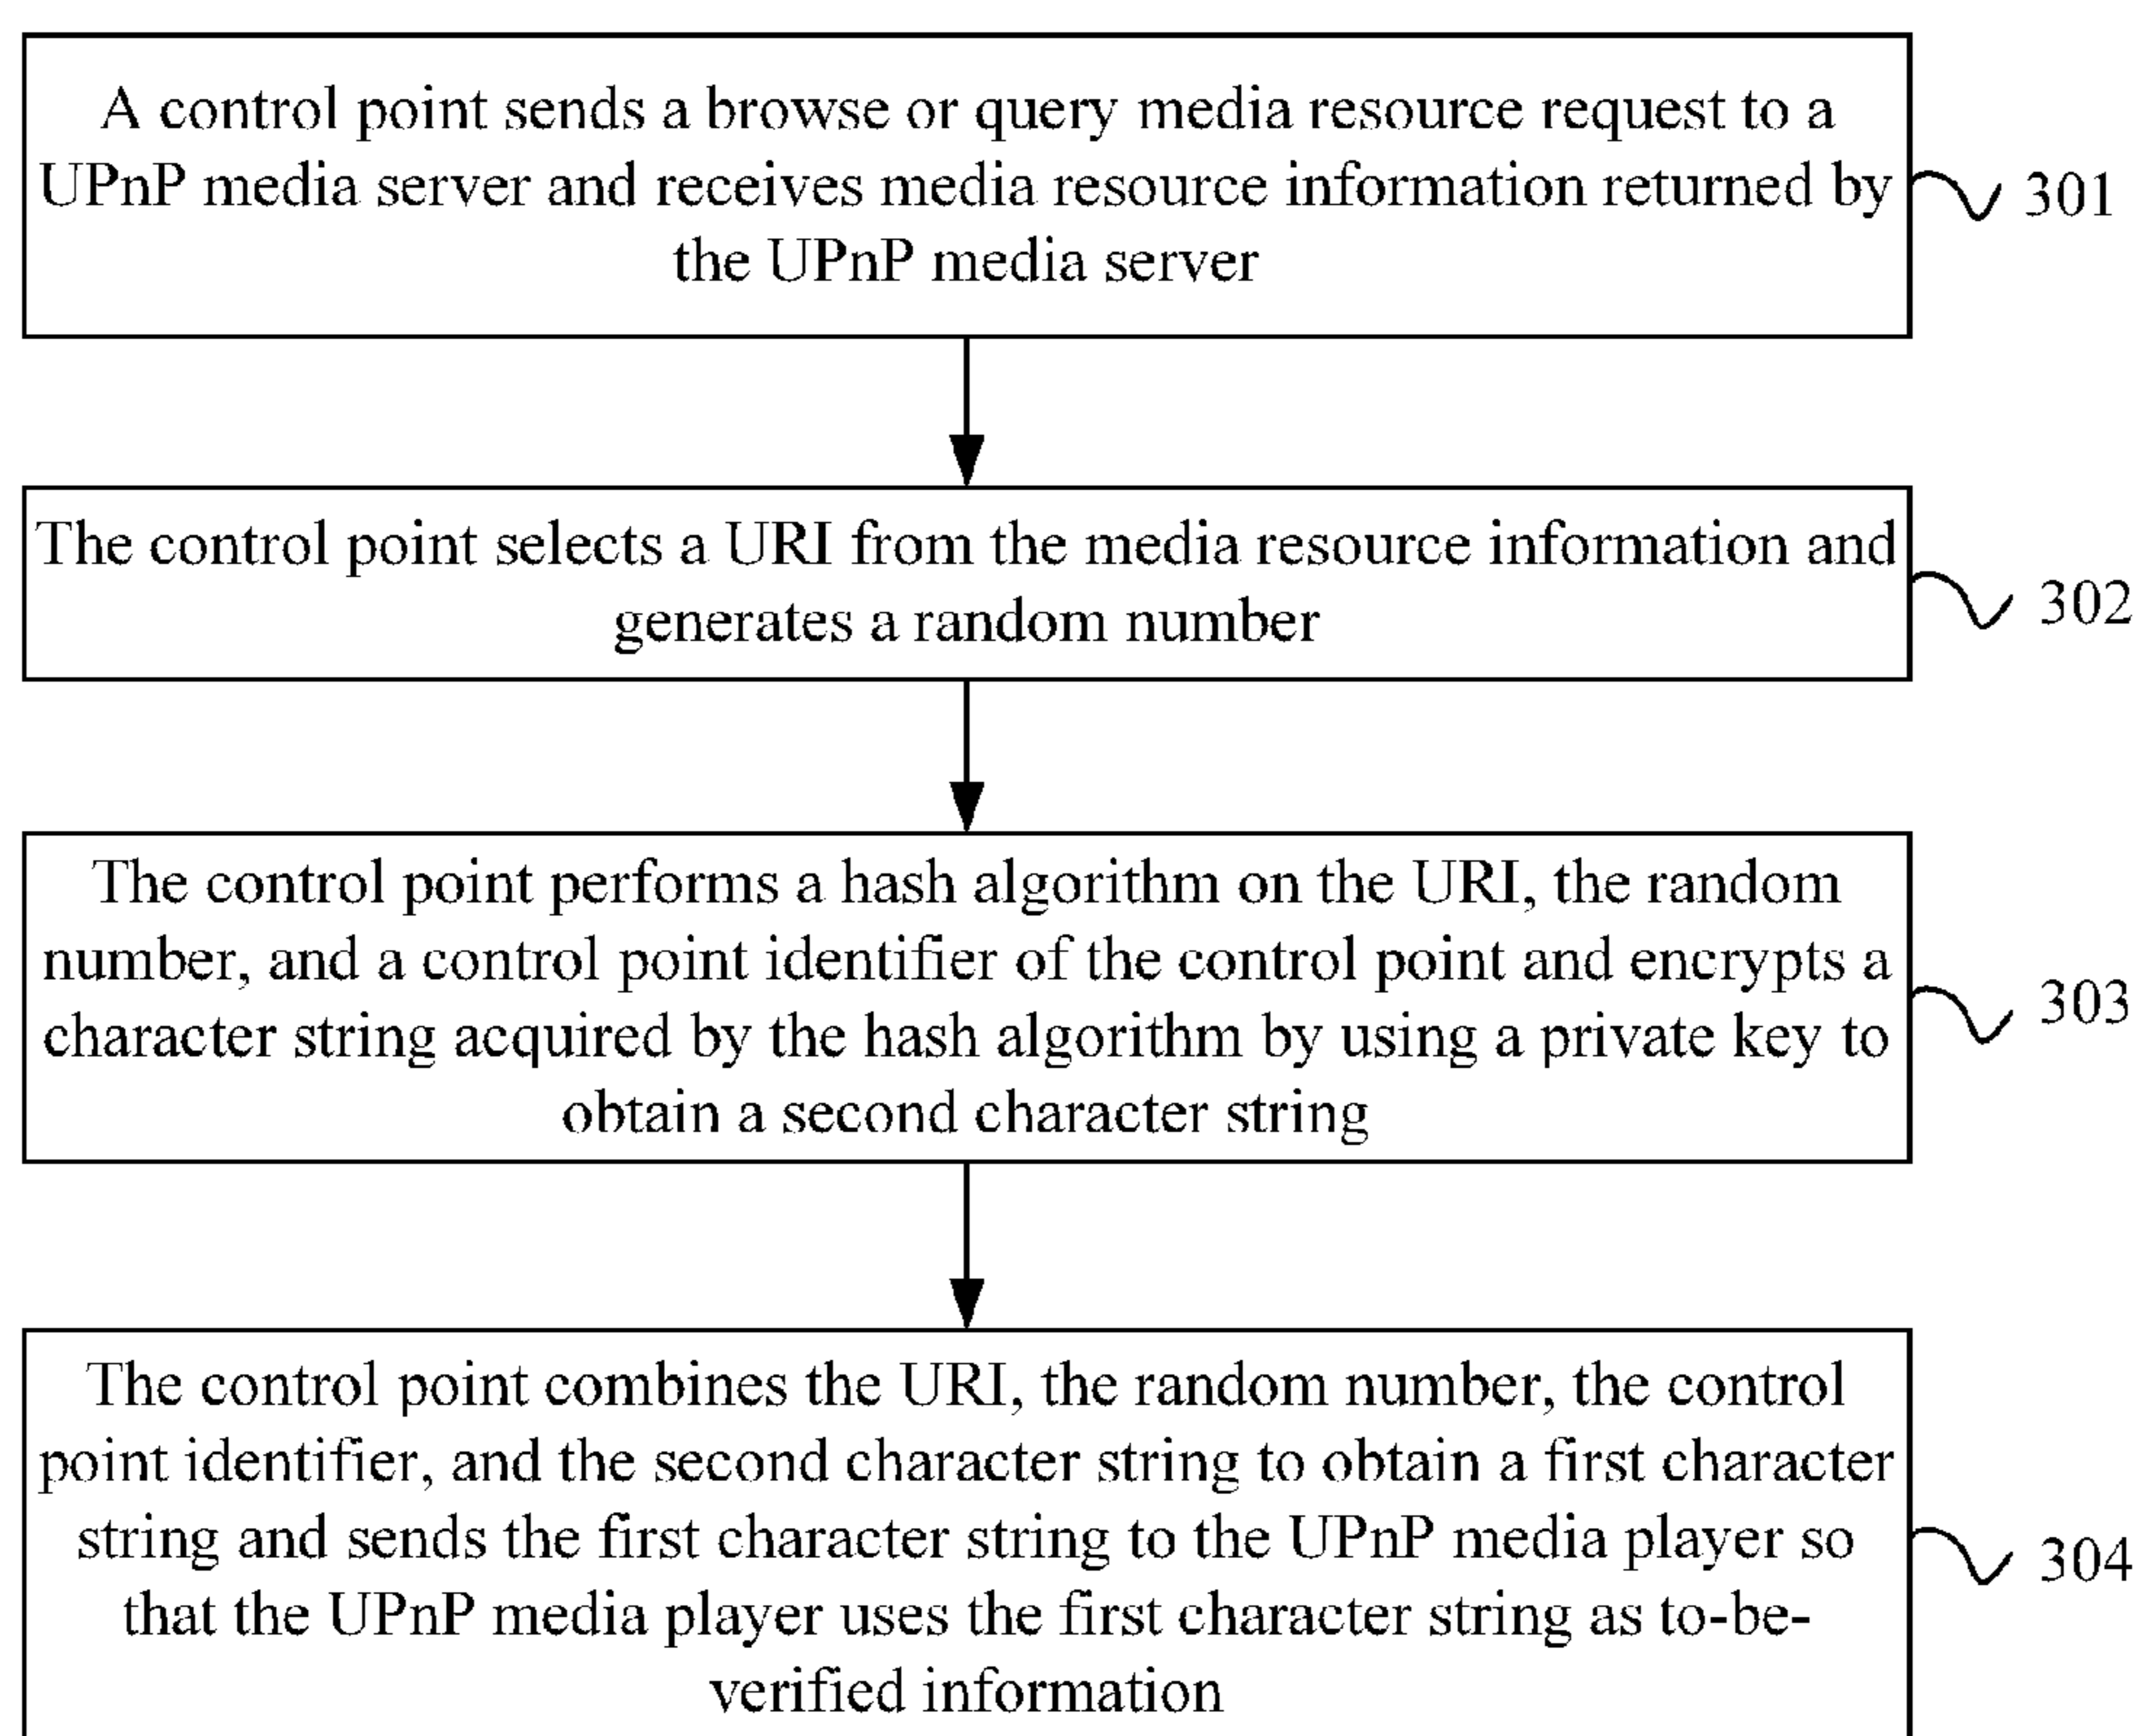 A control point sends a browse or query media resource request to a
UPnP media server and receives media resource information returned by
the UPnP media server
301
The control point selects a URI from the media resource information and
generates a random number
302
The control point performs a hash algorithm on the URI, the random
number, and a control point identifier of the control point and encrypts a
character string acquired by the hash algorithm by using a private key to
obtain a second character string
303
The control point combines the URI, the random number, the control
point identifier, and the second character string to obtain a first character
string and sends the first character string to the UPnP media player so
that the UPnP media player uses the first character string as to-be-
verified information
304